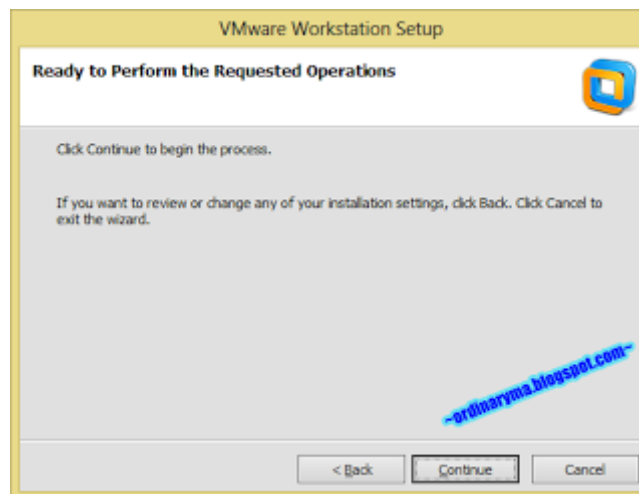 VMware Workstation Setup
Ready to Perform the Requested Operations
Click Continue to begin the process.
If you want to review or change any of your installation settings, click Back. Click Cancel to
exit the wizard.
~ordinaryma.blogspot.com~
< Back
Continue
Cancel